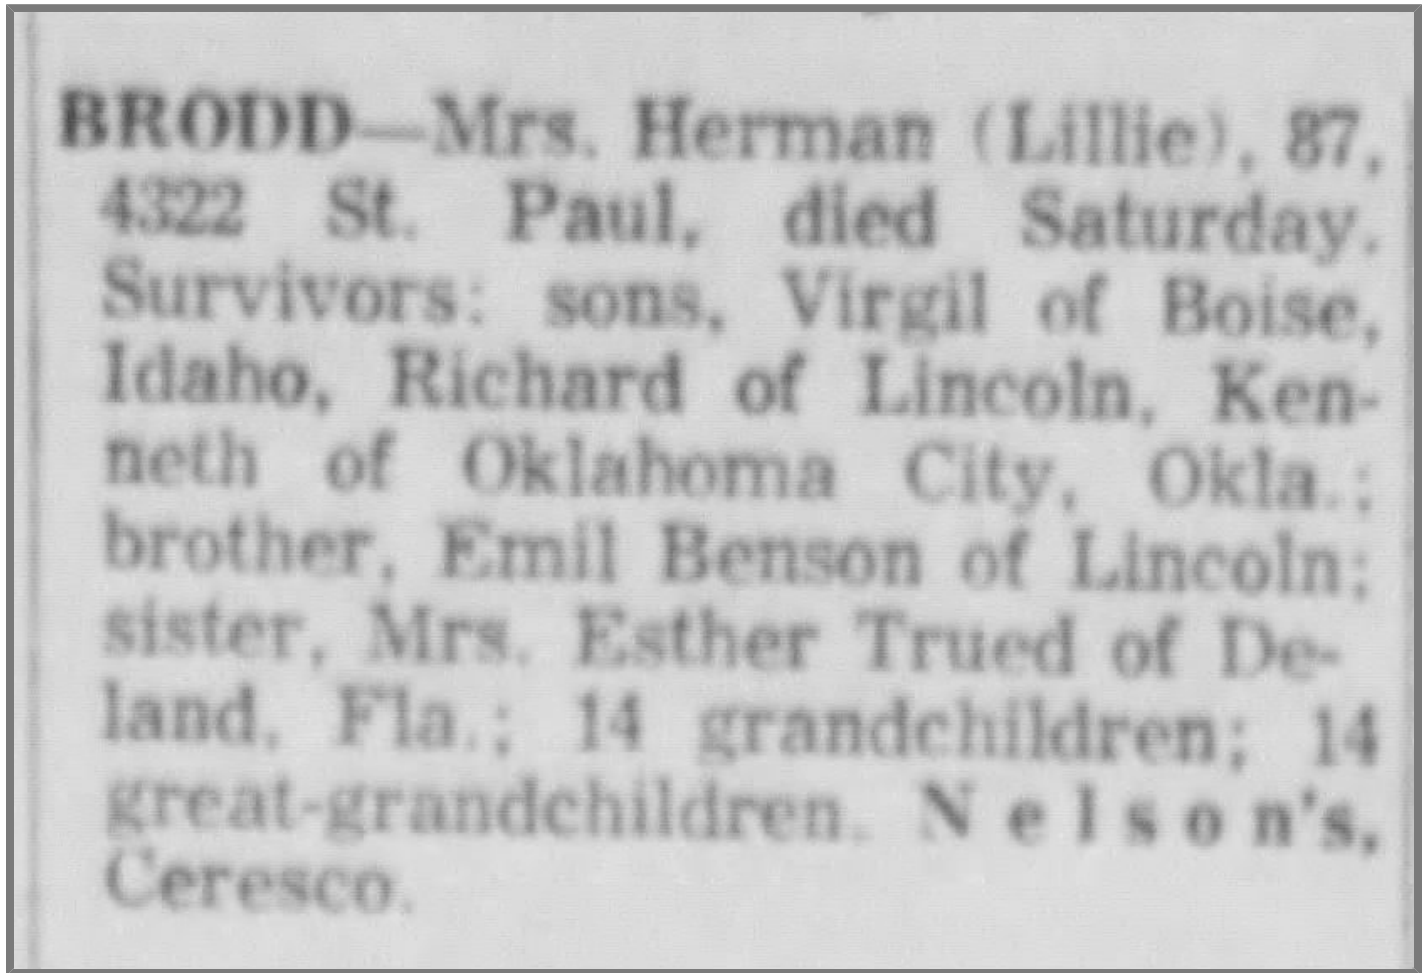 BRODD—Mrs. Herman (Lillie), 87,
4322 St. Paul, died Saturday.
Survivors: sons, Virgil of Boise,
Idaho, Richard of Lincoln, Ken-
neth of Oklahoma City, Okla.;
brother, Emil Benson of Lincoln;
sister, Mrs. Esther Trued of De-
land, Fla.; 14 grandchildren; 14
great-grandchildren. Nelson's,
Ceresco.